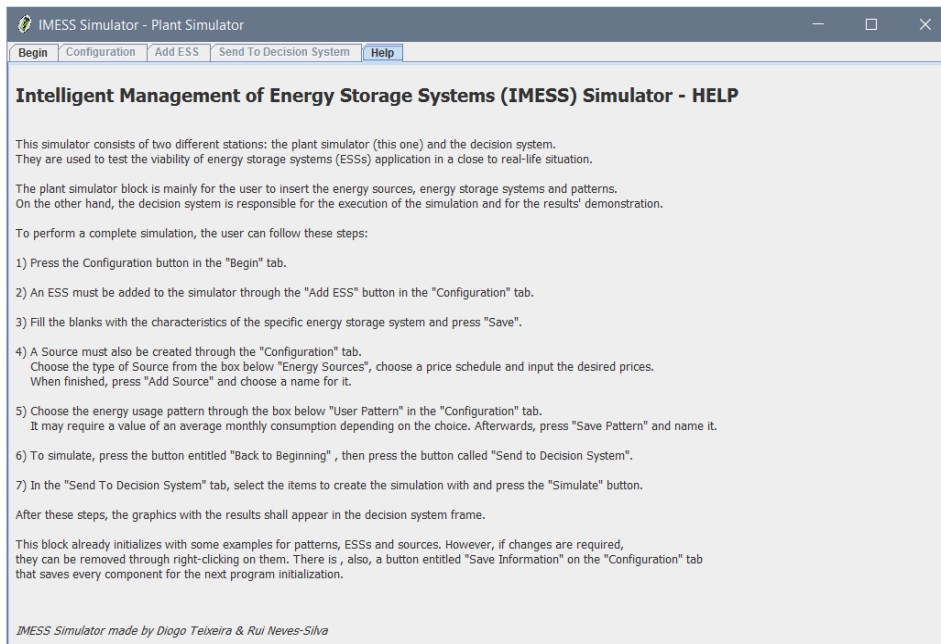 IMESS Simulator - Plant Simulator
Begin Configuration Add ESS Send To Decision System Help
Intelligent Management of Energy Storage Systems (IMESS) Simulator - HELP
This simulator consists of two different stations: the plant simulator (this one) and the decision system.
They are used to test the viability of energy storage systems (ESSs) application in a close to real-life situation.
The plant simulator block is mainly for the user to insert the energy sources, energy storage systems and patterns.
On the other hand, the decision system is responsible for the execution of the simulation and for the results' demonstration.
To perform a complete simulation, the user can follow these steps:
1) Press the Configuration button in the "Begin" tab.
2) An ESS must be added to the simulator through the "Add ESS" button in the "Configuration" tab.
3) Fill the blanks with the characteristics of the specific energy storage system and press "Save".
4) A Source must also be created through the "Configuration" tab.
Choose the type of Source from the box below "Energy Sources", choose a price schedule and input the desired prices.
When finished, press "Add Source" and choose a name for it.
5) Choose the energy usage pattern through the box below "User Pattern" in the "Configuration" tab.
It may require a value of an average monthly consumption depending on the choice. Afterwards, press "Save Pattern" and name it.
6) To simulate, press the button entitled "Back to Beginning" , then press the button called "Send to Decision System".
7) In the "Send To Decision System" tab, select the items to create the simulation with and press the "Simulate" button.
After these steps, the graphics with the results shall appear in the decision system frame.
This block already initializes with some examples for patterns, ESSs and sources. However, if changes are required,
they can be removed through right-clicking on them. There is , also, a button entitled "Save Information" on the "Configuration" tab
that saves every component for the next program initialization.
IMESS Simulator made by Diogo Teixeira & Rui Neves-Silva